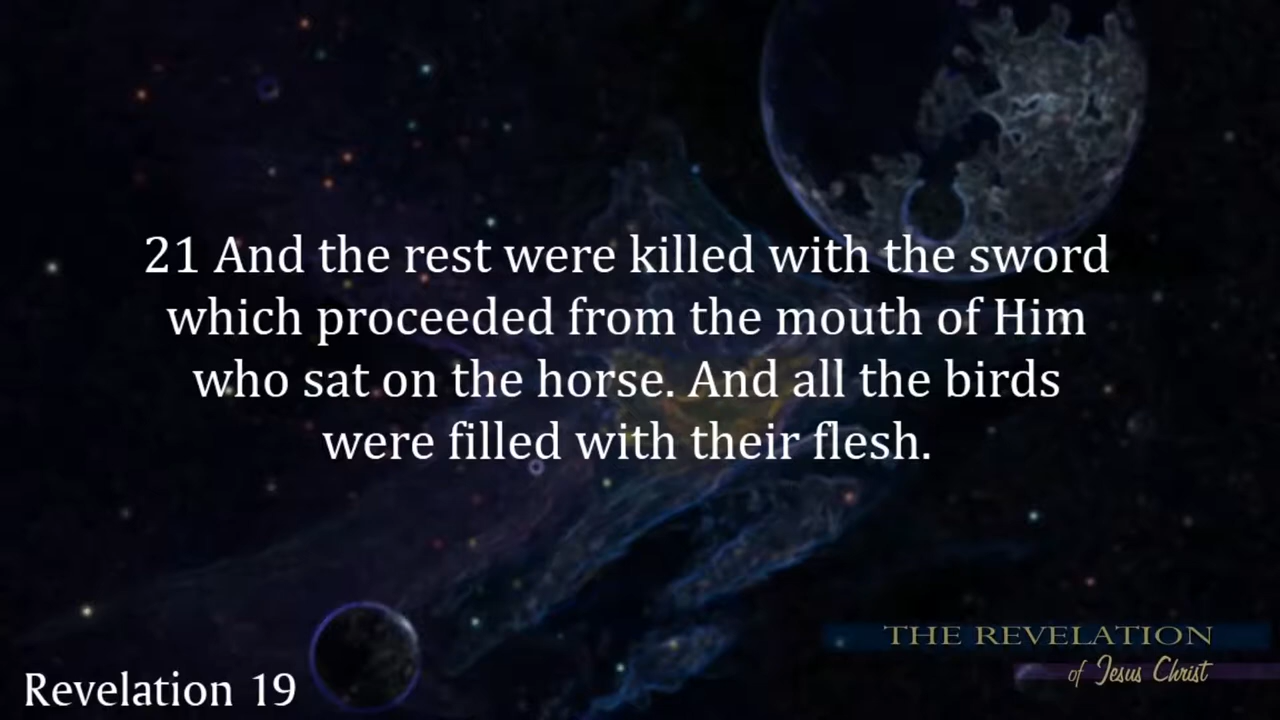 21 And the rest were killed with the sword
which proceeded from the mouth of Him
who sat on the horse. And all the birds
were filled with their flesh.
THE REVELATION
of Jesus Christ
Revelation 19